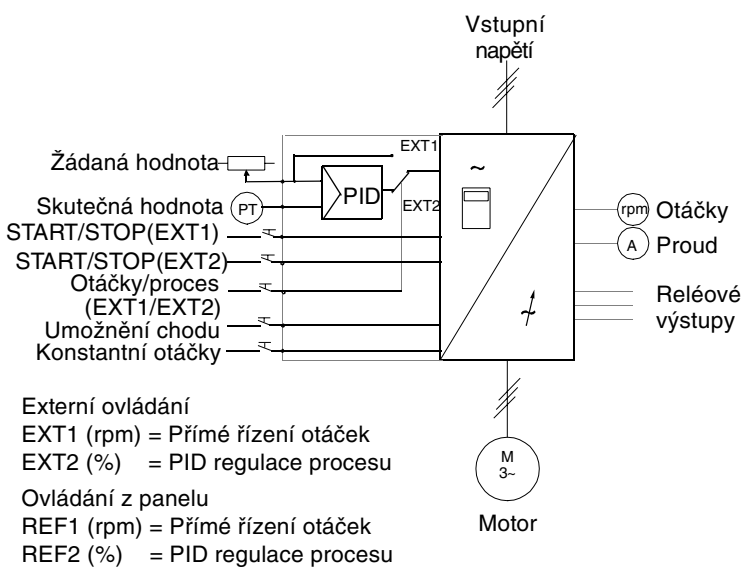 Vstupní
napětí
EXT1
Žádaná hodnota
~
PID
Skutečná hodnota
PT
EXT2
rpm Otáčky
START/STOP(EXT1)
A Proud
START/STOP(EXT2)
Otáčky/proces
(EXT1/EXT2)
Reléové
výstupy
~
Umožnění chodu
Konstantní otáčky
Externí ovládání
EXT1 (rpm) = Přímé řízení otáček
EXT2 (%) = PID regulace procesu
M
3~
Ovládání z panelu
Motor
REF1 (rpm) = Přímé řízení otáček
REF2 (%) = PID regulace procesu